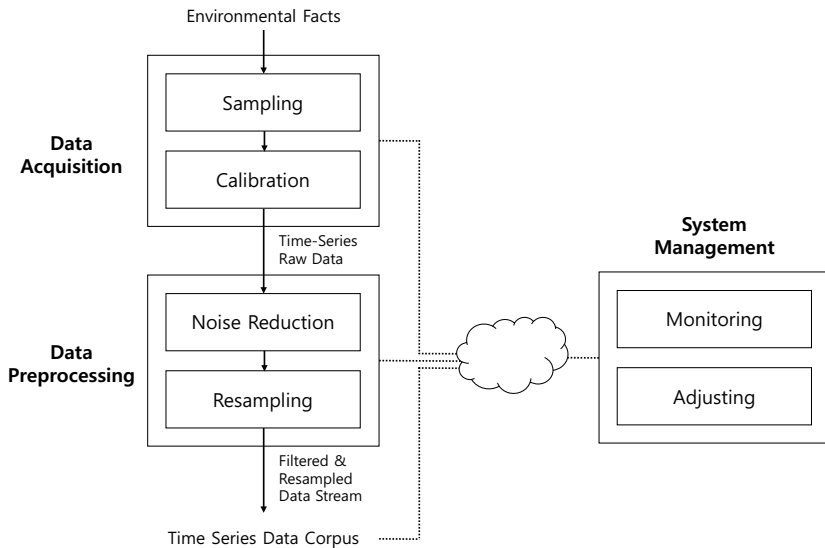 Environmental Facts
Sampling
Data
Acquisition
Calibration
Time-Series
Raw Data
System
Management
Noise Reduction
Monitoring
Data
Preprocessing
Resampling
Adjusting
Filtered &
Resampled
Data Stream
Time Series Data Corpus